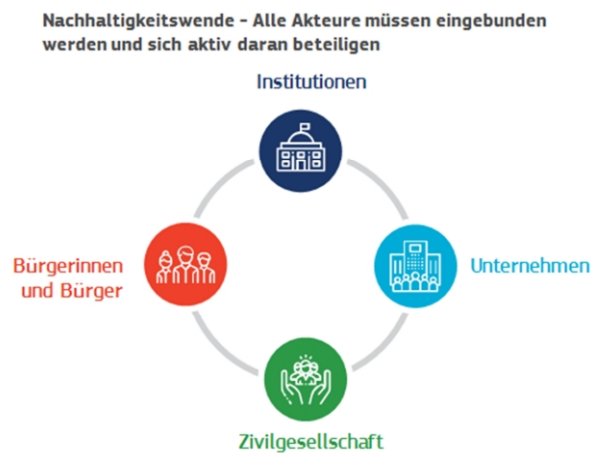 Nachhaltigkeitswende – Alle Akteure müssen eingebunden
werden und sich aktiv daran beteiligen
Institutionen
Bürgerinnen
und Bürger
Unternehmen
Zivilgesellschaft